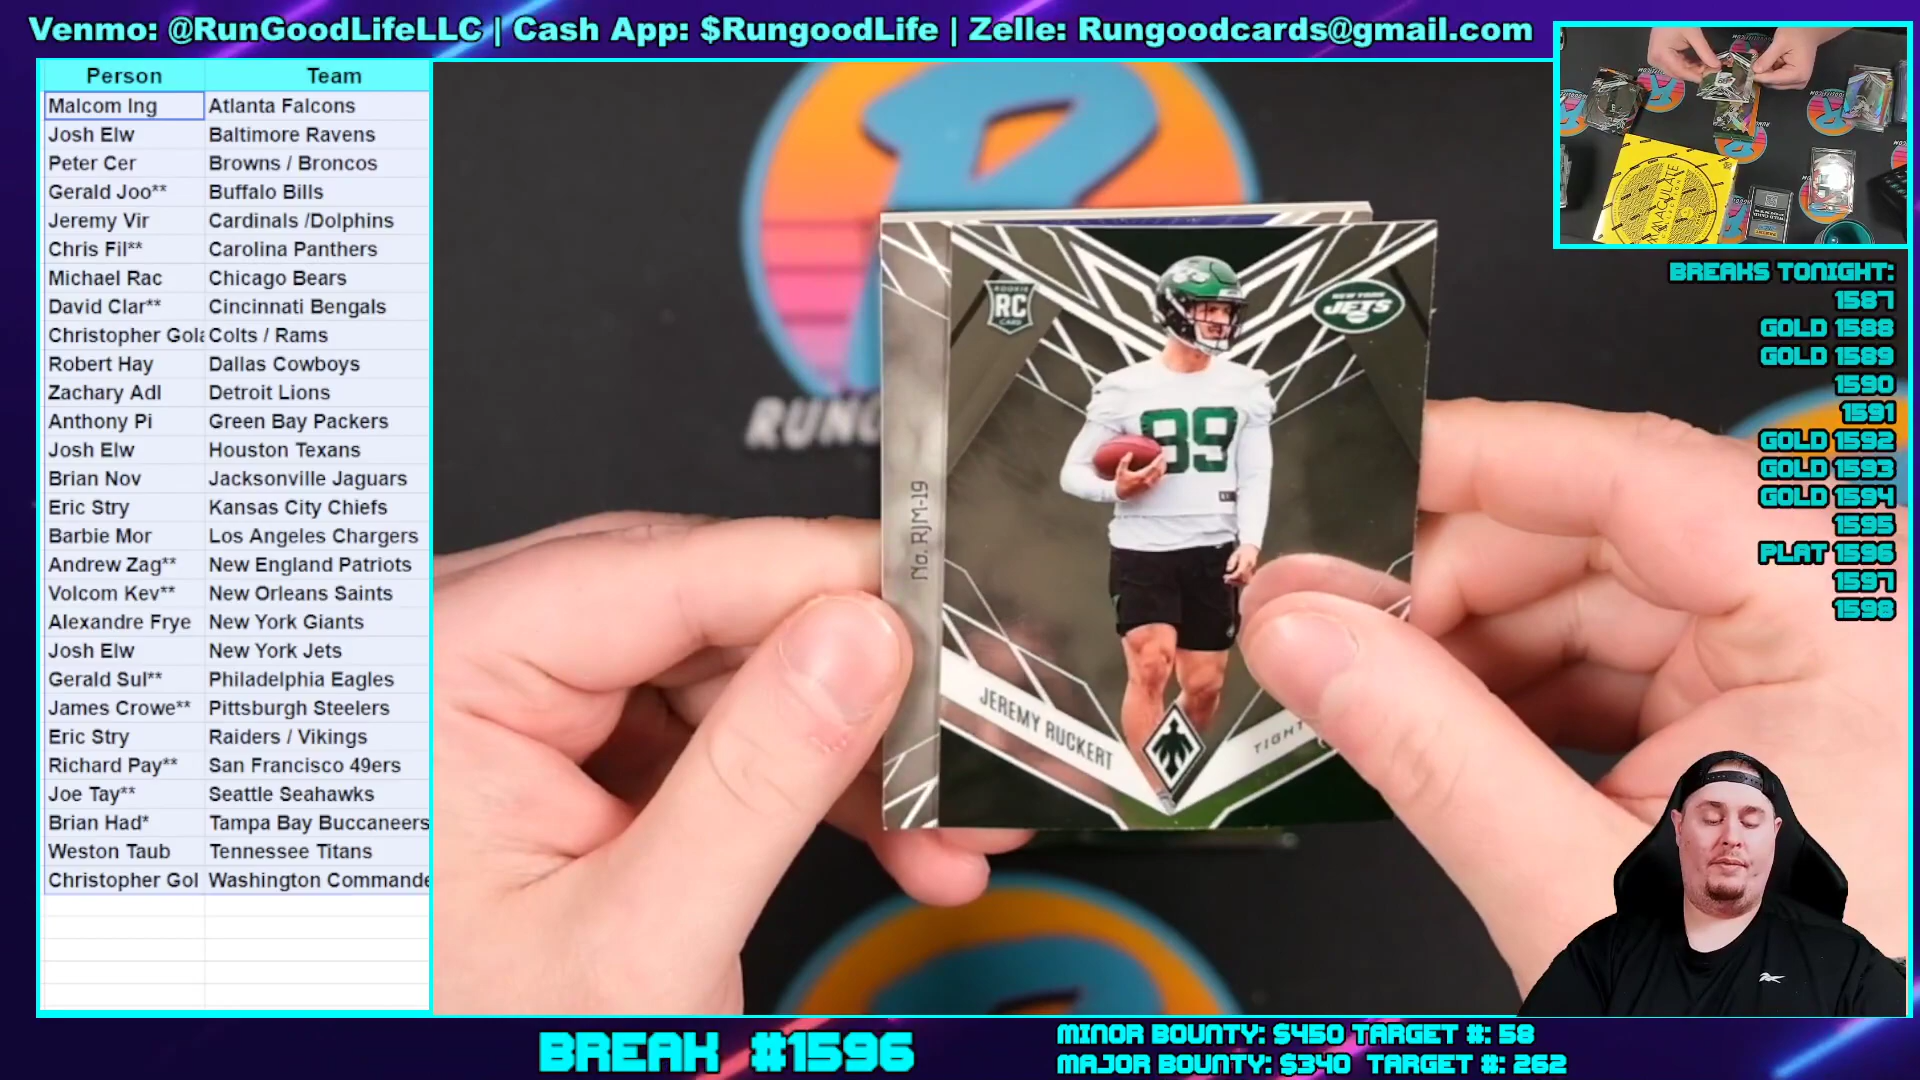 Venmo: @RunGoodLifeLLC | Cash App: $RungoodLife | Zelle: Rungoodcards@gmail.com
Person Team
Malcom Ing Atlanta Falcons
Josh Elw Baltimore Ravens
Peter Cer Browns / Broncos
Gerald Joo** Buffalo Bills
Jeremy Vir Cardinals /Dolphins
Chris Fil** Carolina Panthers
Michael Rac Chicago Bears
David Clar** Cincinnati Bengals
Christopher Gola Colts / Rams
Robert Hay Dallas Cowboys
Zachary Adl Detroit Lions
Anthony Pi Green Bay Packers
Josh Elw Houston Texans
Brian Nov Jacksonville Jaguars
Eric Stry Kansas City Chiefs
Barbie Mor Los Angeles Chargers
Andrew Zag** New England Patriots
Volcom Kev** New Orleans Saints
Alexandre Frye New York Giants
Josh Elw New York Jets
Gerald Sul** Philadelphia Eagles
James Crowe** Pittsburgh Steelers
Eric Stry Raiders / Vikings
Richard Pay** San Francisco 49ers
Joe Tay** Seattle Seahawks
Brian Had* Tampa Bay Buccaneers
Weston Taub Tennessee Titans
Christopher Gol Washington Commande
RUNG
No. RJM-19
ROOKIE
RC
CARD
NEW YORK
JETS
89
JEREMY RUCKERT
TIGHT
IMMACULATE
BREAKS TONIGHT:
1587
GOLD 1588
GOLD 1589
1590
1591
GOLD 1592
GOLD 1593
GOLD 1594
1595
PLAT 1596
1597
1598
BREAK #1596
MINOR BOUNTY: $450 TARGET #: 58
MAJOR BOUNTY: $340 TARGET #: 262